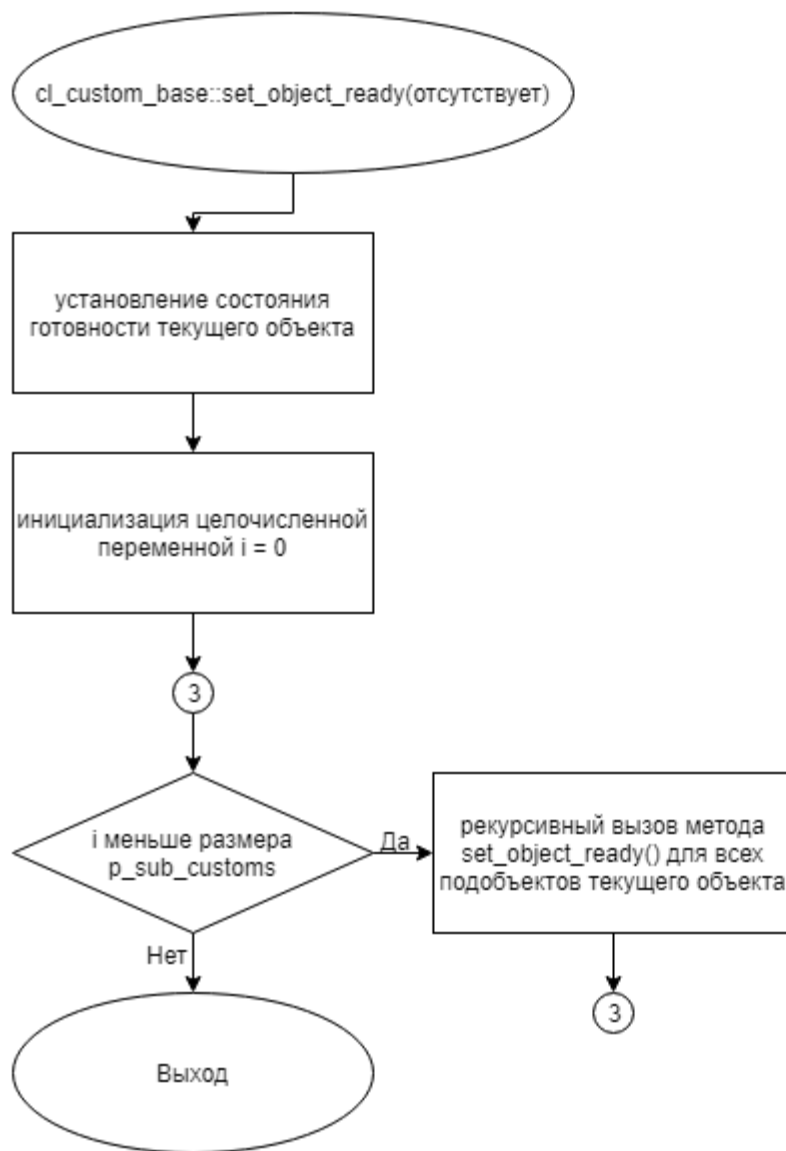 cl_custom_base::set_object_ready(отсутствует)
установление состояния
готовности текущего объекта
инициализация целочисленной
переменной i = 0
3
i меньше размера
p_sub_customs
Да
рекурсивный вызов метода
set_object_ready() для всех
подобъектов текущего объекта
Нет
3
Выход